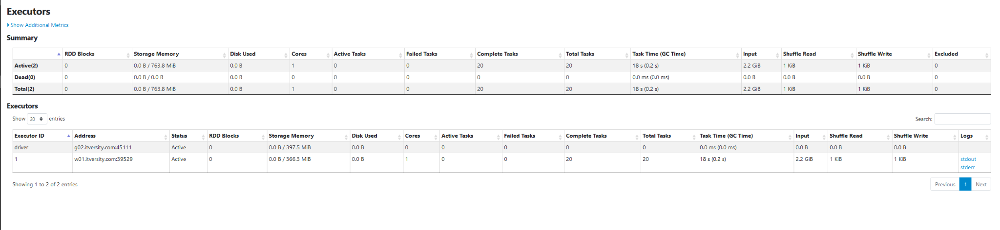 Executors
Show Additional Metrics
Summary
RDD Blocks Storage Memory Disk Used Cores Active Tasks Failed Tasks Complete Tasks Total Tasks Task Time (GC Time) Input Shuffle Read Shuffle Write Excluded
Active(2) 0 0.0 B / 763.8 MiB 0.0 B 1 0 0 20 20 18 s (0.2 s) 2.2 GiB 1 KiB 1 KiB 0
Dead(0) 0 0.0 B / 0.0 B 0.0 B 0 0 0 0 0 0.0 ms (0.0 ms) 0.0 B 0.0 B 0.0 B 0
Total(2) 0 0.0 B / 763.8 MiB 0.0 B 1 0 0 20 20 18 s (0.2 s) 2.2 GiB 1 KiB 1 KiB 0
Executors
Show 20 entries Search:
Executor ID Address Status RDD Blocks Storage Memory Disk Used Cores Active Tasks Failed Tasks Complete Tasks Total Tasks Task Time (GC Time) Input Shuffle Read Shuffle Write Logs
driver g02.itversity.com:45111 Active 0 0.0 B / 397.5 MiB 0.0 B 0 0 0 0 0 0.0 ms (0.0 ms) 0.0 B 0.0 B 0.0 B
1 w01.itversity.com:39529 Active 0 0.0 B / 366.3 MiB 0.0 B 1 0 0 20 20 18 s (0.2 s) 2.2 GiB 1 KiB 1 KiB stdout
stderr
Showing 1 to 2 of 2 entries Previous 1 Next